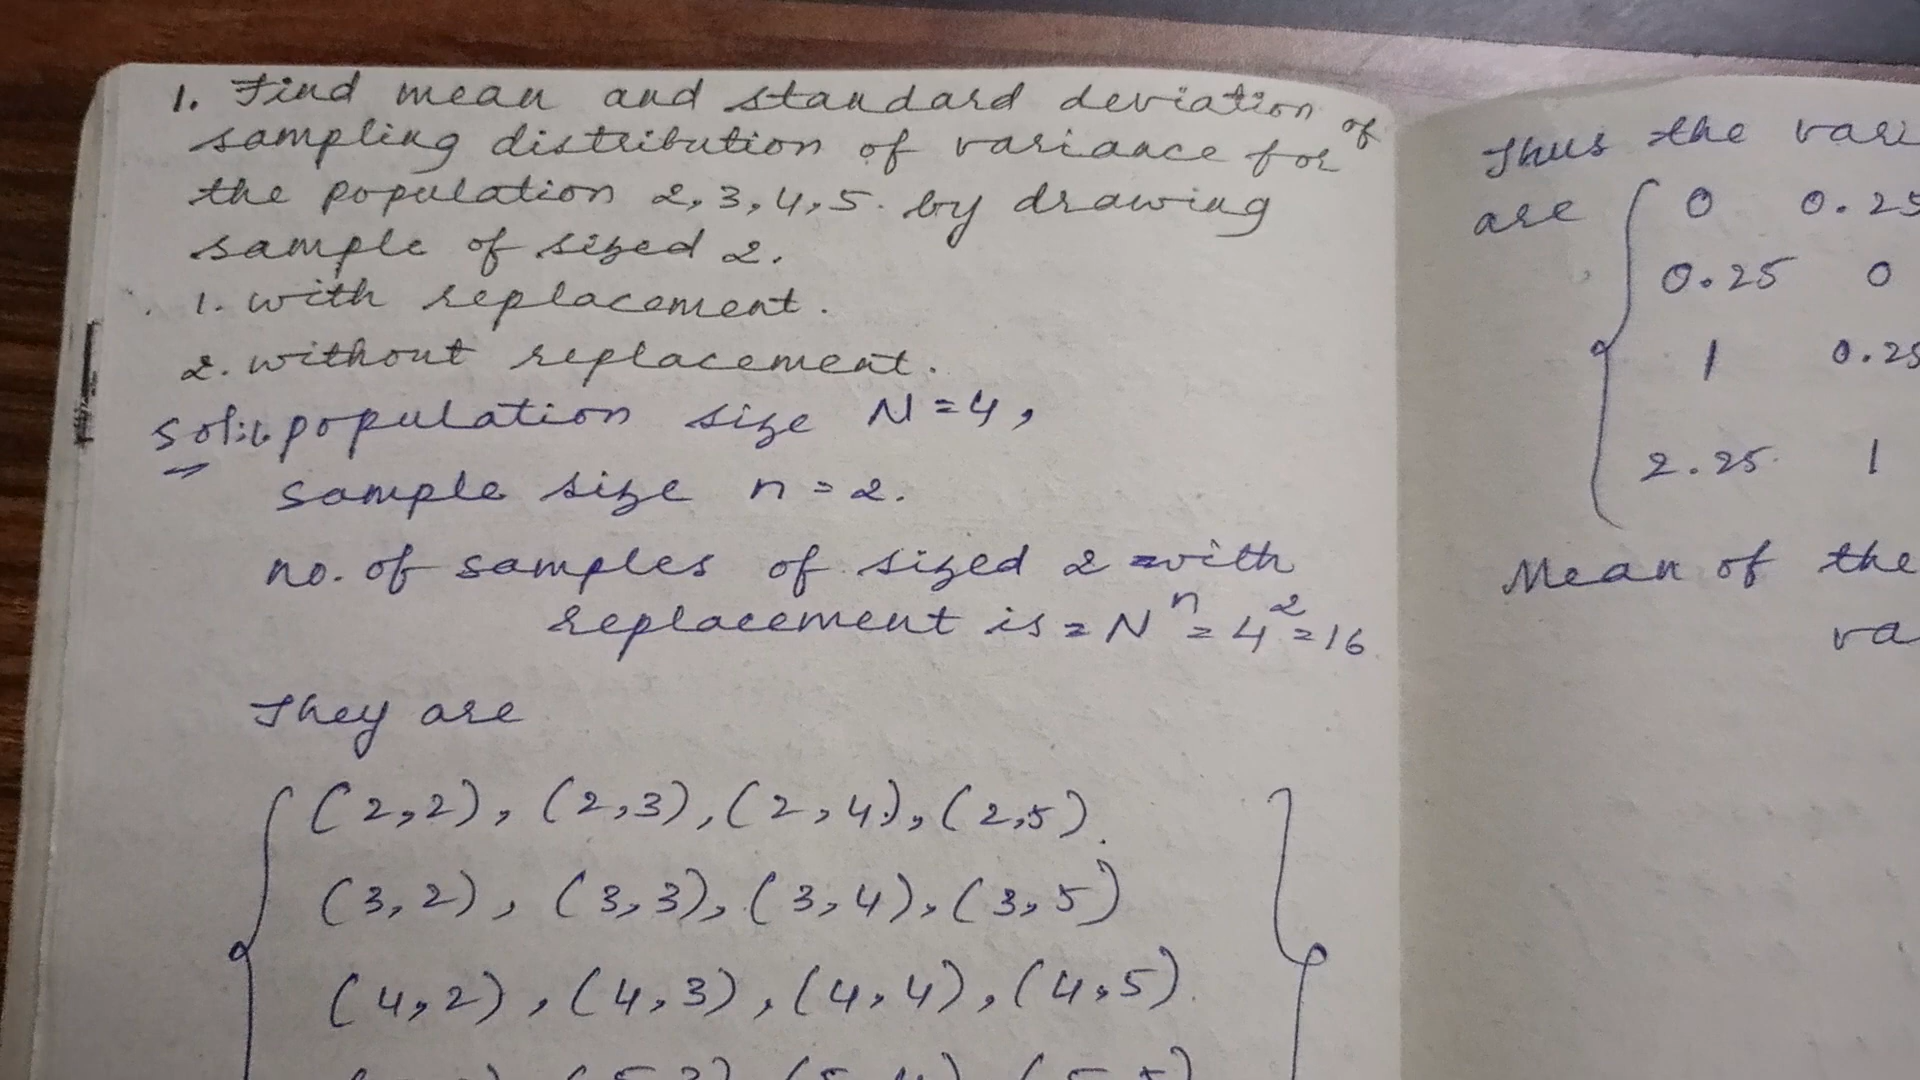 1. Find mean and standard deviation of
sampling distribution of variance for
the population 2, 3, 4, 5. by drawing
sample of sized 2.
1. with replacement.
2. without replacement.
population size N = 4,
sample size n = 2.
no. of samples of sized 2 with
replacement is = N^n = 4^2 = 16
They are
(2,2), (2,3), (2,4), (2,5).
(3,2), (3,3), (3,4), (3,5)
(4,2), (4,3), (4,4), (4,5).
Thus the vari
are { 0 0.25
0.25 0
1 0.25
2.25 1
Mean of the
va